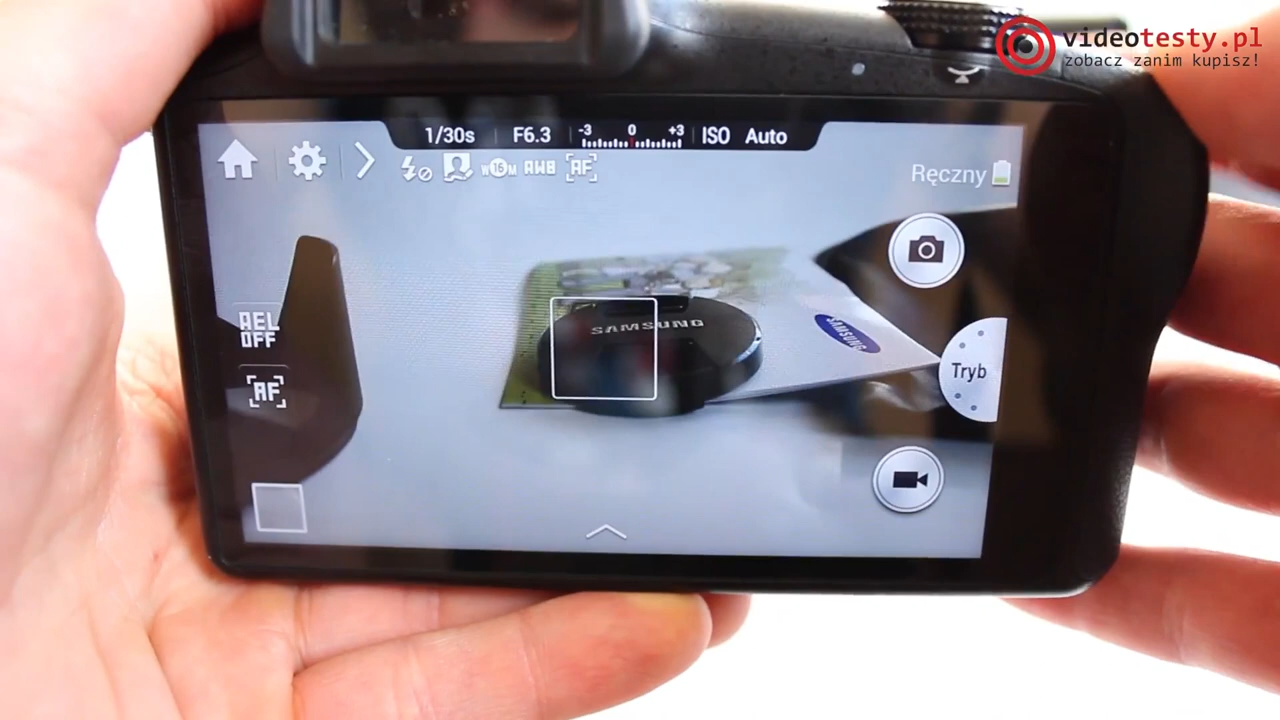 videotesty.pl
zobacz zanim kupisz!
1/30s F6.3 -3 0 +3 ISO Auto
W 16 M AWB AF
Ręczny
AEL OFF
SAMSUNG
SAMSUNG
Tryb
AF